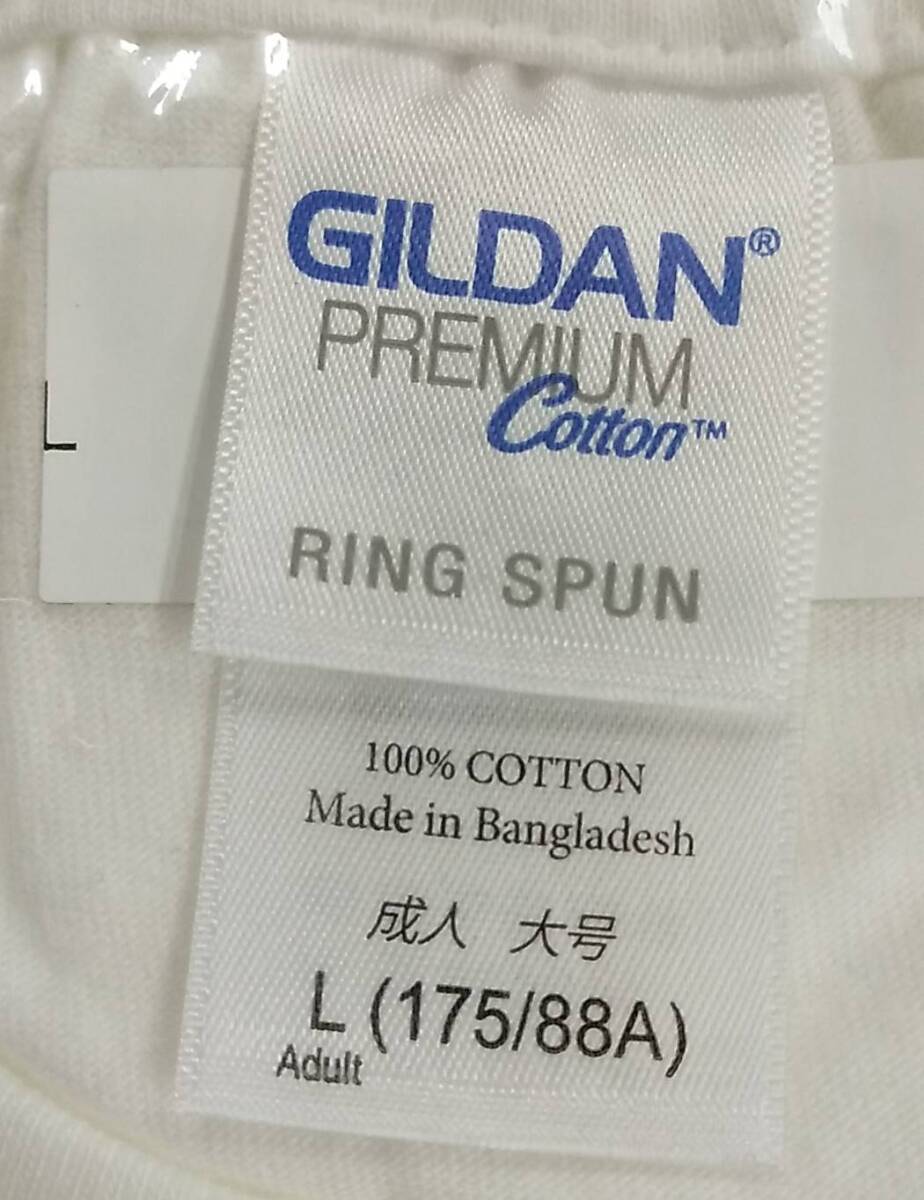 GILDAN®
PREMIUM
Cotton™
RING SPUN
100% COTTON
Made in Bangladesh
成人 大号
L (175/88A)
Adult